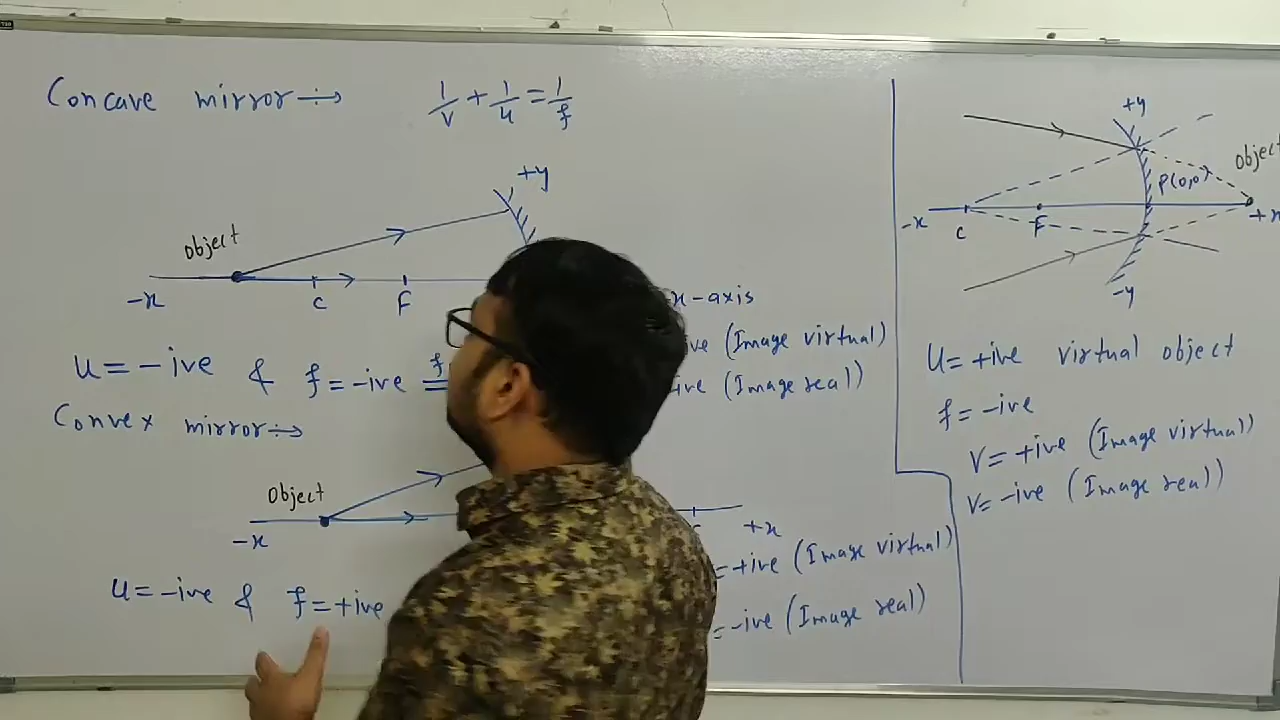 Concave mirror → 1/v + 1/u = 1/f
+y
Object
-x C F
x-axis
u = -ive & f = -ive
ive (Image virtual)
ive (Image real)
Convex mirror →
Object
-x +x
u = -ive & f = +ive
= +ive (Image virtual)
= -ive (Image real)
+y
Object
P(0,0)
-x C F +x
-y
u = +ive virtual object
f = -ive
v = +ive (Image virtual)
v = -ive (Image real)